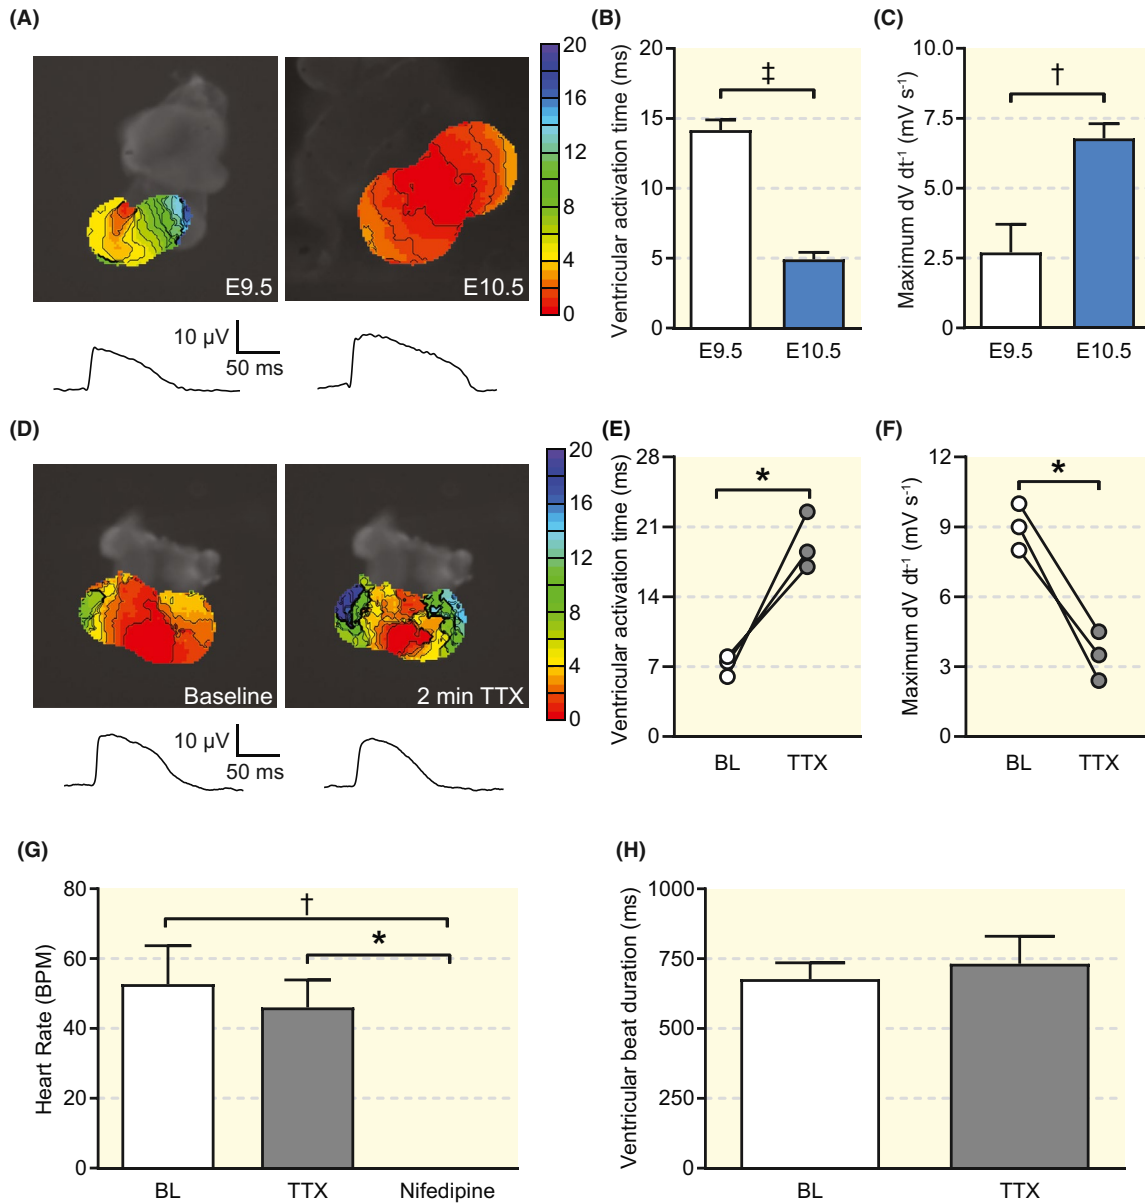 (A)
E9.5
E10.5
20
16
12
8
4
0
10 µV
50 ms
(B)
Ventricular activation time (ms)
20
15
10
5
0
‡
E9.5
E10.5
(C)
Maximum dV dt⁻¹ (mV s⁻¹)
10.0
7.5
5.0
2.5
0
†
E9.5
E10.5
(D)
Baseline
2 min TTX
20
16
12
8
4
0
10 µV
50 ms
(E)
Ventricular activation time (ms)
28
21
14
7
0
*
BL
TTX
(F)
Maximum dV dt⁻¹ (mV s⁻¹)
12
9
6
3
0
*
BL
TTX
(G)
Heart Rate (BPM)
80
60
40
20
0
†
*
BL
TTX
Nifedipine
(H)
Ventricular beat duration (ms)
1000
750
500
250
0
BL
TTX